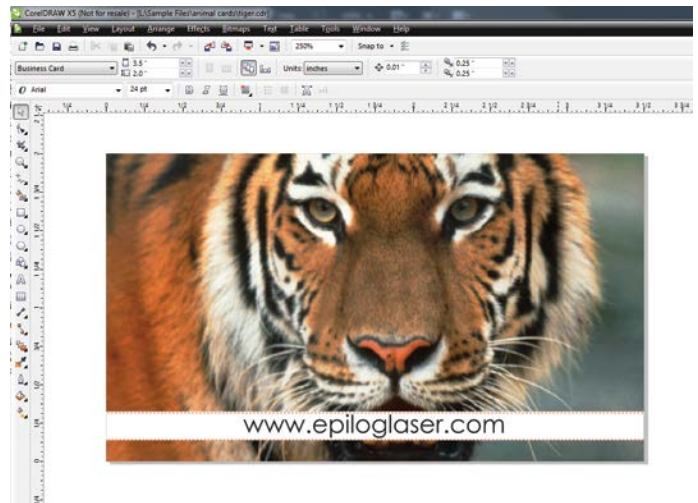 CorelDRAW X5 (Not for resale) - [L:\Sample Files\animal cards\tiger.cdr]
File Edit View Layout Arrange Effects Bitmaps Text Table Tools Window Help
250% Snap to
Business Card 3.5 " 2.0 " Units: inches 0.01 " 0.25 " 0.25 "
Arial 24 pt
www.epiloglaser.com